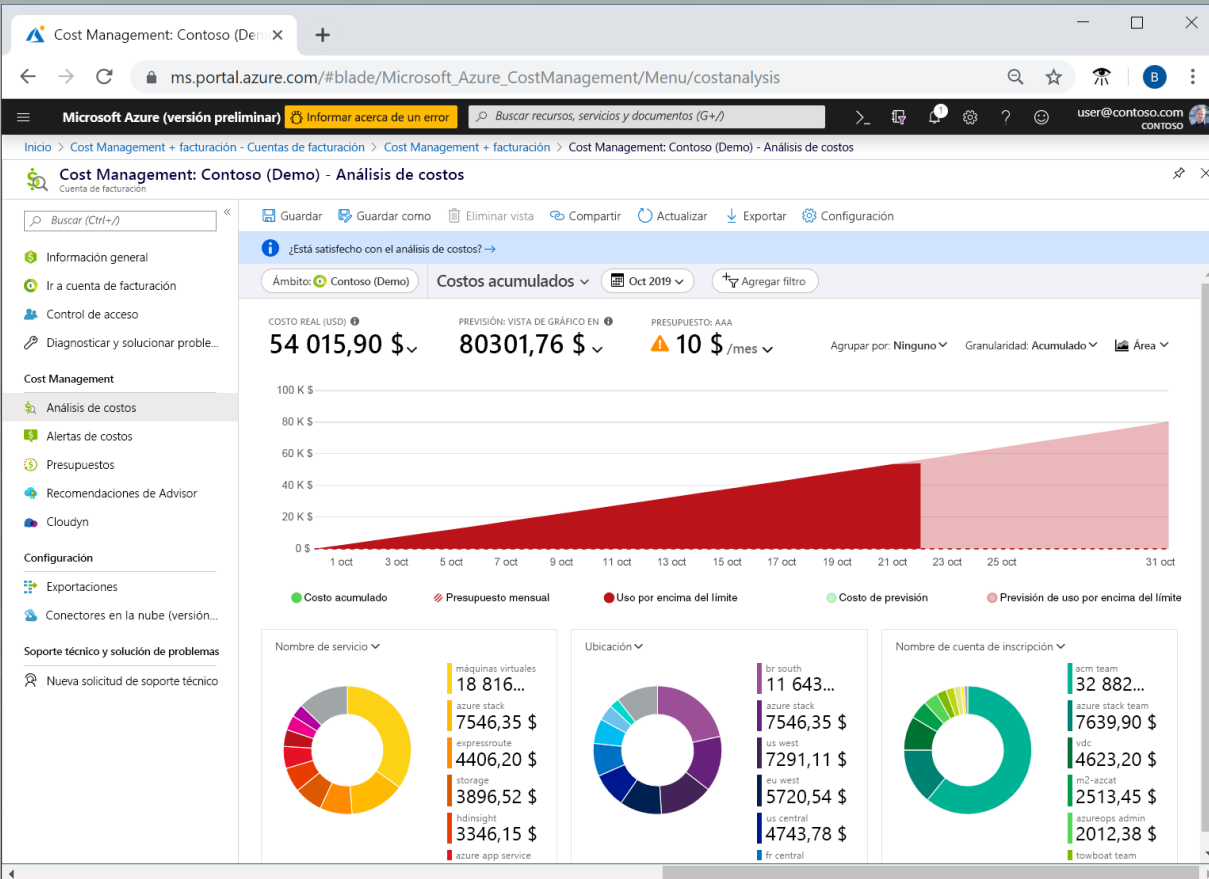 Cost Management: Contoso (Dem
ms.portal.azure.com/#blade/Microsoft_Azure_CostManagement/Menu/costanalysis
B
Microsoft Azure (versión preliminar)
Informar acerca de un error
Buscar recursos, servicios y documentos (G+/)
1
user@contoso.com
CONTOSO
Inicio > Cost Management + facturación - Cuentas de facturación > Cost Management + facturación > Cost Management: Contoso (Demo) - Análisis de costos
Cost Management: Contoso (Demo) - Análisis de costos
Cuenta de facturación
Buscar (Ctrl+/)
Información general
Ir a cuenta de facturación
Control de acceso
Diagnosticar y solucionar proble...
Cost Management
Análisis de costos
Alertas de costos
Presupuestos
Recomendaciones de Advisor
Cloudyn
Configuración
Exportaciones
Conectores en la nube (versión...
Soporte técnico y solución de problemas
Nueva solicitud de soporte técnico
Guardar Guardar como Eliminar vista Compartir Actualizar Exportar Configuración
¿Está satisfecho con el análisis de costos? →
Ámbito: Contoso (Demo) Costos acumulados Oct 2019 Agregar filtro
COSTO REAL (USD)
54 015,90 $
PREVISIÓN: VISTA DE GRÁFICO EN
80301,76 $
PRESUPUESTO: AAA
10 $ /mes
Agrupar por: Ninguno Granularidad: Acumulado Área
100 K $
80 K $
60 K $
40 K $
20 K $
0 $
1 oct 3 oct 5 oct 7 oct 9 oct 11 oct 13 oct 15 oct 17 oct 19 oct 21 oct 23 oct 25 oct 31 oct
Costo acumulado Presupuesto mensual Uso por encima del límite Costo de previsión Previsión de uso por encima del límite
Nombre de servicio
máquinas virtuales
18 816...
azure stack
7546,35 $
expressroute
4406,20 $
storage
3896,52 $
hdinsight
3346,15 $
azure app service
Ubicación
br south
11 643...
azure stack
7546,35 $
us west
7291,11 $
eu west
5720,54 $
us central
4743,78 $
fr central
Nombre de cuenta de inscripción
acm team
32 882...
azure stack team
7639,90 $
vdc
4623,20 $
m2-azcat
2513,45 $
azureops admin
2012,38 $
towboat team